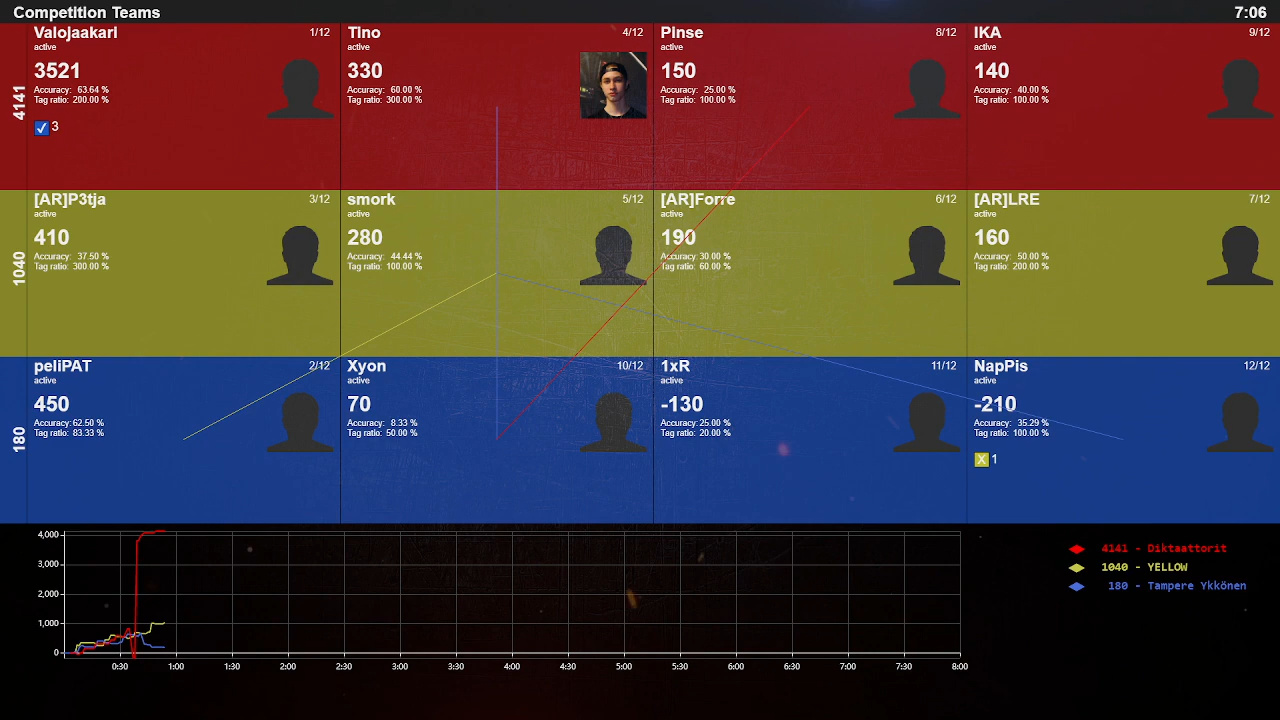 Competition Teams
7:06
4141
Valojaakari
1/12
active
3521
Accuracy: 63.64 %
Tag ratio: 200.00 %
3
Tino
4/12
active
330
Accuracy: 60.00 %
Tag ratio: 300.00 %
Pinse
8/12
active
150
Accuracy: 25.00 %
Tag ratio: 100.00 %
IKA
9/12
active
140
Accuracy: 40.00 %
Tag ratio: 100.00 %
1040
[AR]P3tja
3/12
active
410
Accuracy: 37.50 %
Tag ratio: 300.00 %
smork
5/12
active
280
Accuracy: 44.44 %
Tag ratio: 100.00 %
[AR]Forre
6/12
active
190
Accuracy: 30.00 %
Tag ratio: 60.00 %
[AR]LRE
7/12
active
160
Accuracy: 50.00 %
Tag ratio: 200.00 %
180
peliPAT
2/12
active
450
Accuracy: 62.50 %
Tag ratio: 83.33 %
Xyon
10/12
active
70
Accuracy: 8.33 %
Tag ratio: 50.00 %
1xR
11/12
active
-130
Accuracy: 25.00 %
Tag ratio: 20.00 %
NapPis
12/12
active
-210
Accuracy: 35.29 %
Tag ratio: 100.00 %
X 1
4,000
3,000
2,000
1,000
0
0:30 1:00 1:30 2:00 2:30 3:00 3:30 4:00 4:30 5:00 5:30 6:00 6:30 7:00 7:30 8:00
4141 - Diktaattorit
1040 - YELLOW
180 - Tampere Ykkönen